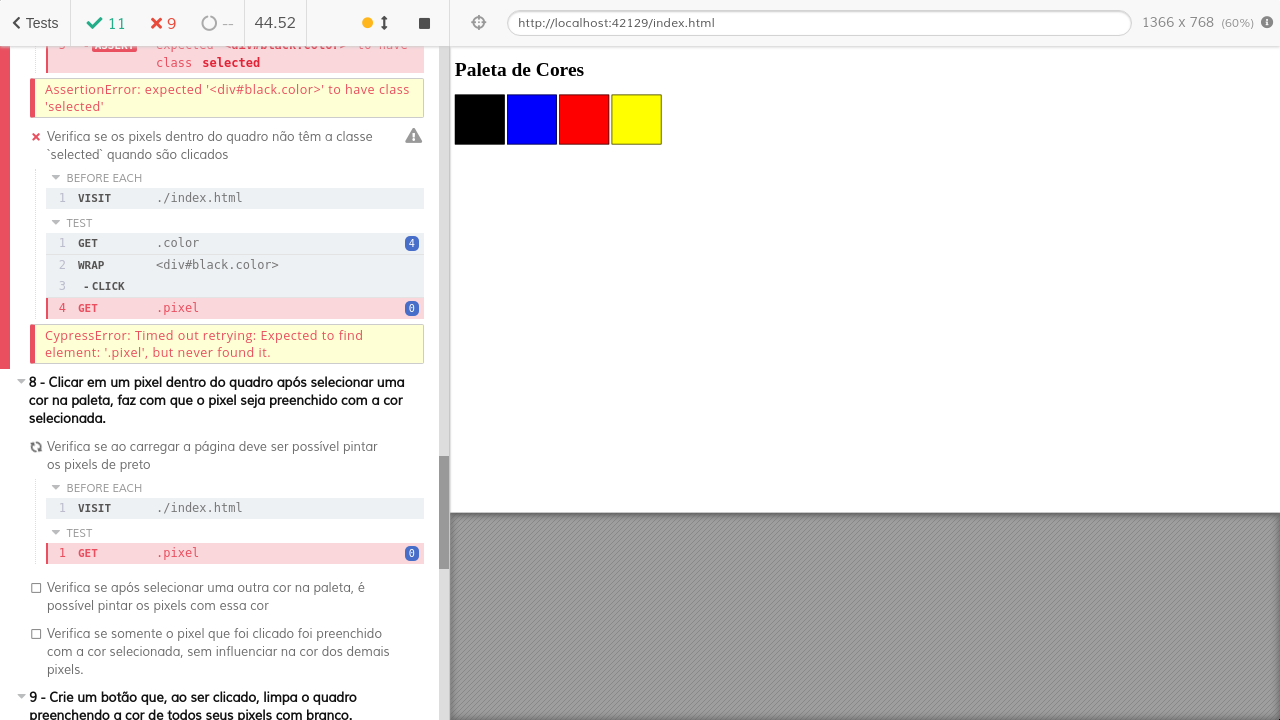 Tests 11 9 -- 44.52
http://localhost:42129/index.html 1366 x 768 (60%)
3 - ASSERT expected <div#black.color> to have
class selected
AssertionError: expected '<div#black.color>' to have class
'selected'
Verifica se os pixels dentro do quadro não têm a classe
`selected` quando são clicados
BEFORE EACH
1 VISIT ./index.html
TEST
1 GET .color 4
2 WRAP <div#black.color>
3 - CLICK
4 GET .pixel 0
CypressError: Timed out retrying: Expected to find
element: '.pixel', but never found it.
8 - Clicar em um pixel dentro do quadro após selecionar uma
cor na paleta, faz com que o pixel seja preenchido com a cor
selecionada.
Verifica se ao carregar a página deve ser possível pintar
os pixels de preto
BEFORE EACH
1 VISIT ./index.html
TEST
1 GET .pixel 0
Verifica se após selecionar uma outra cor na paleta, é
possível pintar os pixels com essa cor
Verifica se somente o pixel que foi clicado foi preenchido
com a cor selecionada, sem influenciar na cor dos demais
pixels.
9 - Crie um botão que, ao ser clicado, limpa o quadro
preenchendo a cor de todos seus pixels com branco.
Paleta de Cores